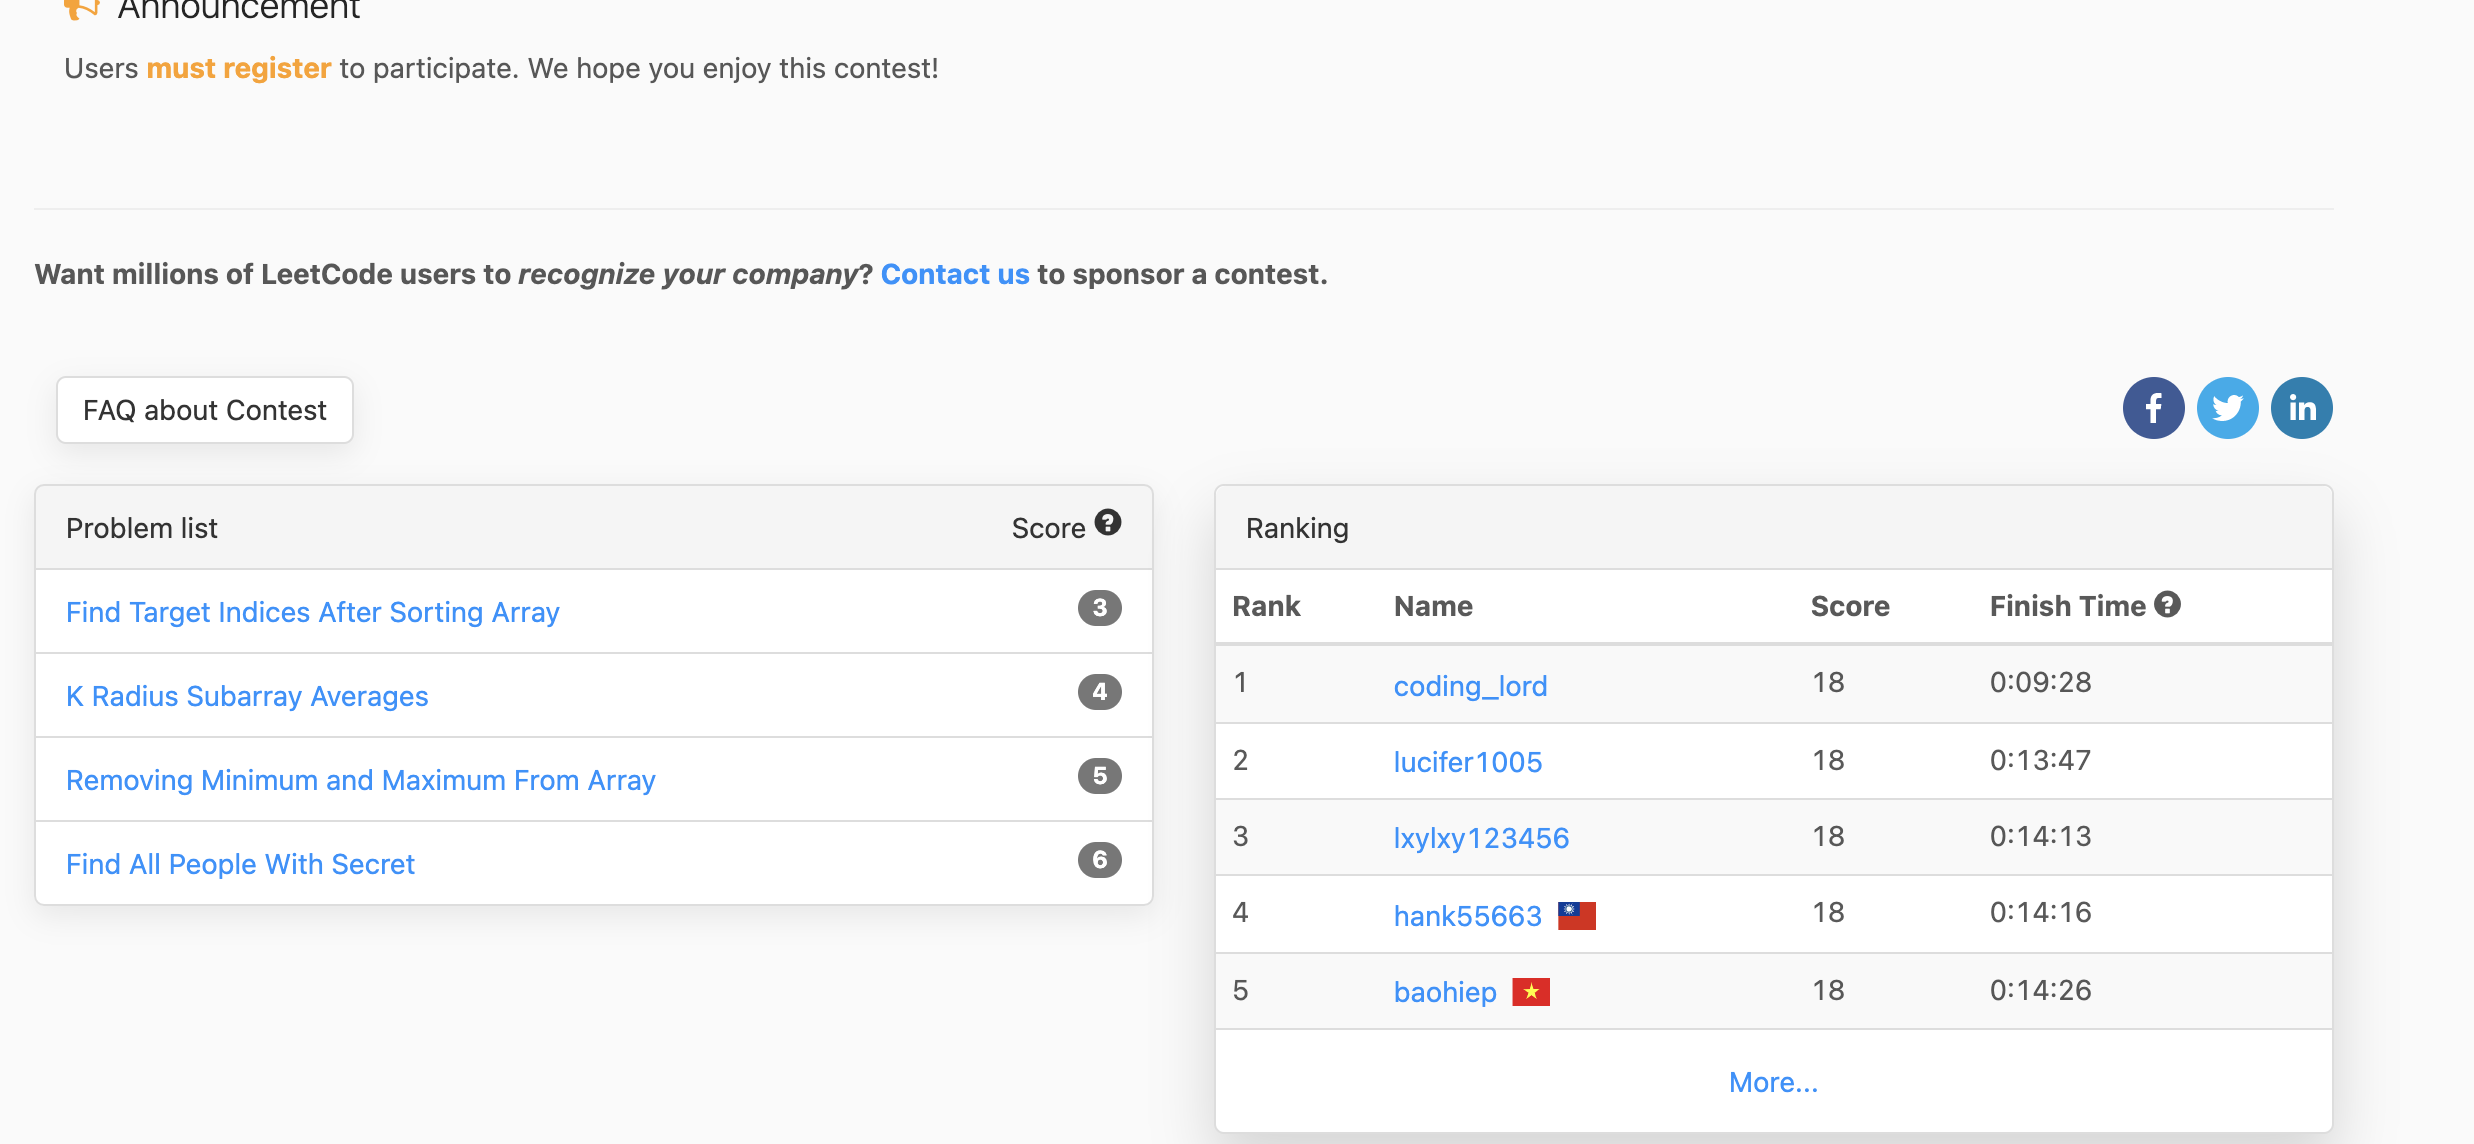 Announcement
Users must register to participate. We hope you enjoy this contest!
Want millions of LeetCode users to recognize your company? Contact us to sponsor a contest.
FAQ about Contest
f in
Problem list Score ?
Find Target Indices After Sorting Array 3
K Radius Subarray Averages 4
Removing Minimum and Maximum From Array 5
Find All People With Secret 6
Ranking
Rank Name Score Finish Time ?
1 coding_lord 18 0:09:28
2 lucifer1005 18 0:13:47
3 lxylxy123456 18 0:14:13
4 hank55663 18 0:14:16
5 baohiep 18 0:14:26
More...